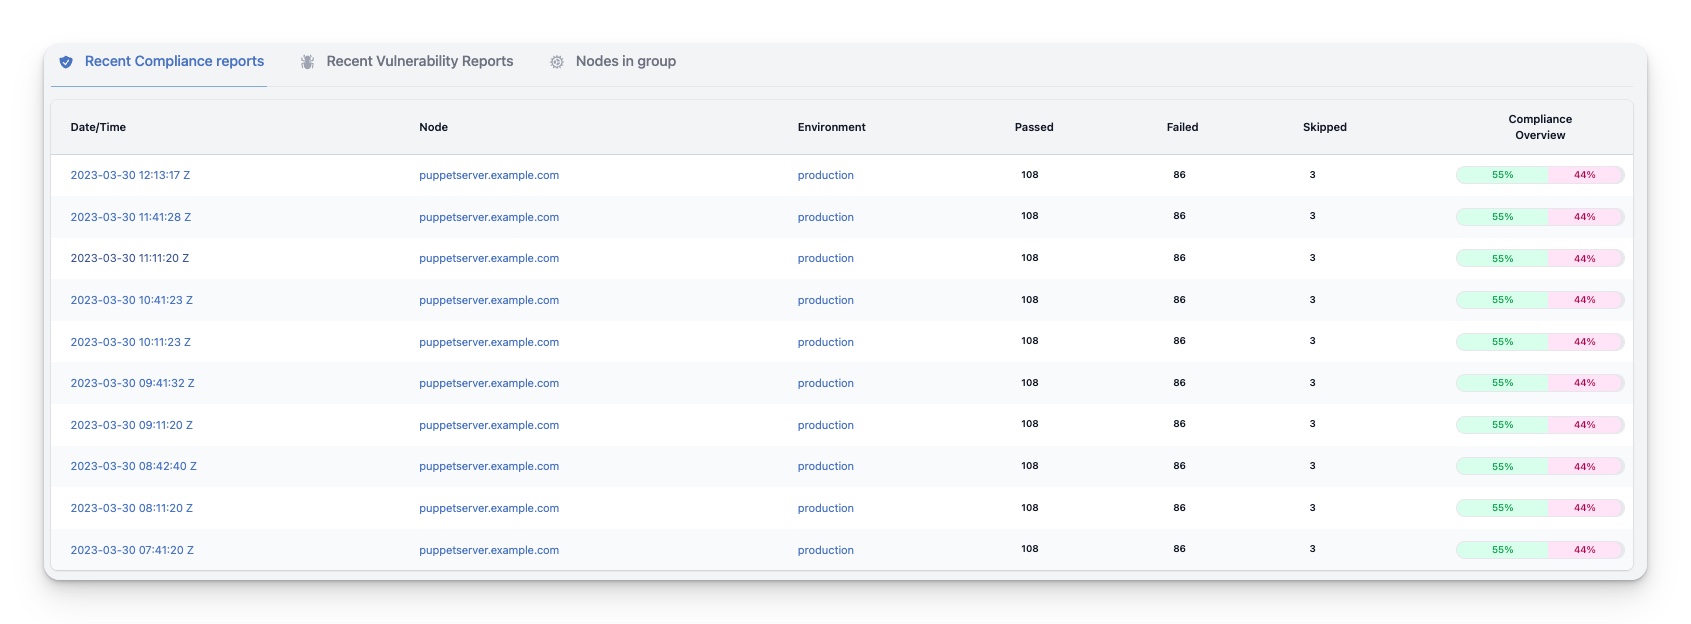 Recent Compliance reports Recent Vulnerability Reports Nodes in group
Date/Time Node Environment Passed Failed Skipped Compliance Overview
2023-03-30 12:13:17 Z puppetserver.example.com production 108 86 3 55% 44%
2023-03-30 11:41:28 Z puppetserver.example.com production 108 86 3 55% 44%
2023-03-30 11:11:20 Z puppetserver.example.com production 108 86 3 55% 44%
2023-03-30 10:41:23 Z puppetserver.example.com production 108 86 3 55% 44%
2023-03-30 10:11:23 Z puppetserver.example.com production 108 86 3 55% 44%
2023-03-30 09:41:32 Z puppetserver.example.com production 108 86 3 55% 44%
2023-03-30 09:11:20 Z puppetserver.example.com production 108 86 3 55% 44%
2023-03-30 08:42:40 Z puppetserver.example.com production 108 86 3 55% 44%
2023-03-30 08:11:20 Z puppetserver.example.com production 108 86 3 55% 44%
2023-03-30 07:41:20 Z puppetserver.example.com production 108 86 3 55% 44%